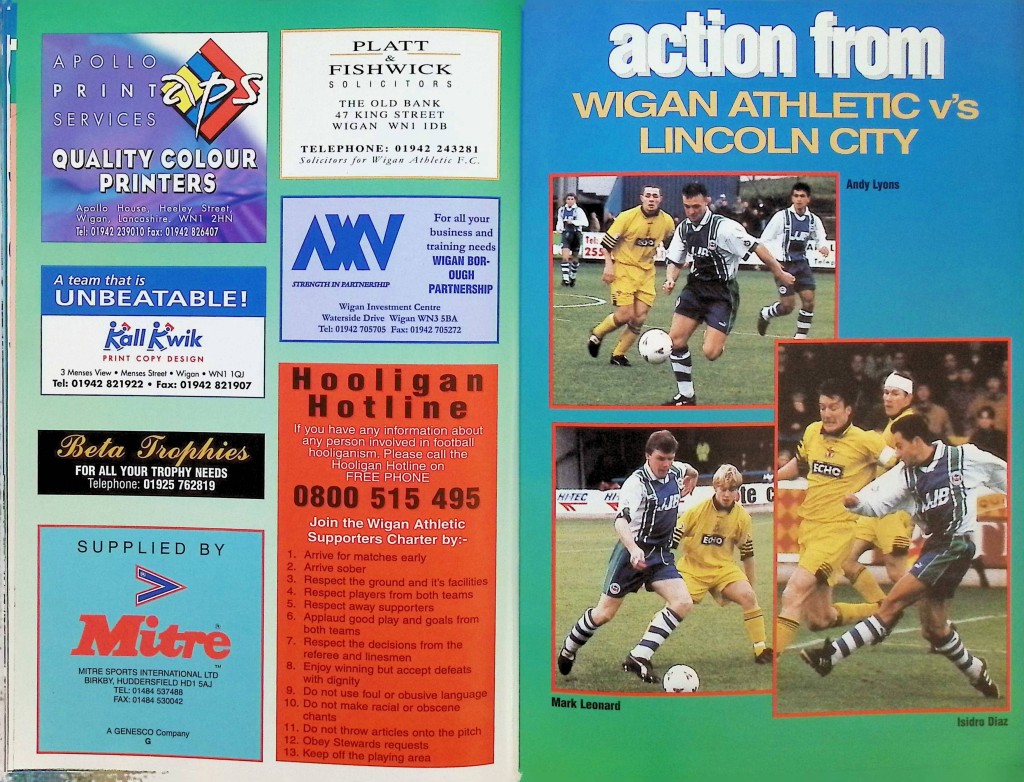 APOLLO
PRINT
SERVICES
aps
QUALITY COLOUR
PRINTERS
Apollo House, Heeley Street,
Wigan, Lancashire, WN1 2HN
Tel: 01942 239010 Fax: 01942 826407
A team that is
UNBEATABLE!
Kall Kwik
PRINT COPY DESIGN
3 Menses View • Menses Street • Wigan • WN1 1QJ
Tel: 01942 821922 • Fax: 01942 821907
Beta Trophies
FOR ALL YOUR TROPHY NEEDS
Telephone: 01925 762819
SUPPLIED BY
Mitre
MITRE SPORTS INTERNATIONAL LTD
BIRKBY, HUDDERSFIELD HD1 5AJ
TEL: 01484 537488
FAX: 01484 530042
A GENESCO Company
G
PLATT
&
FISHWICK
SOLICITORS
THE OLD BANK
47 KING STREET
WIGAN WN1 1DB
TELEPHONE: 01942 243281
Solicitors for Wigan Athletic F.C.
STRENGTH IN PARTNERSHIP
For all your
business and
training needs
WIGAN BOR-
OUGH
PARTNERSHIP
Wigan Investment Centre
Waterside Drive Wigan WN3 5BA
Tel: 01942 705705 Fax: 01942 705272
Hooligan
Hotline
If you have any information about
any person involved in football
hooliganism. Please call the
Hooligan Hotline on
FREE PHONE
0800 515 495
Join the Wigan Athletic
Supporters Charter by:-
1. Arrive for matches early
2. Arrive sober
3. Respect the ground and it's facilities
4. Respect players from both teams
5. Respect away supporters
6. Applaud good play and goals from
both teams
7. Respect the decisions from the
referee and linesmen
8. Enjoy winning but accept defeats
with dignity
9. Do not use foul or obusive language
10. Do not make racial or obscene
chants
11. Do not throw articles onto the pitch
12. Obey Stewards requests
13. Keep off the playing area
action from
WIGAN ATHLETIC v's
LINCOLN CITY
Andy Lyons
Tel:
255
ECHO
JJB
JJB
HI-TEC
ECHO
ECHO
JJB
Mark Leonard
Isidro Diaz